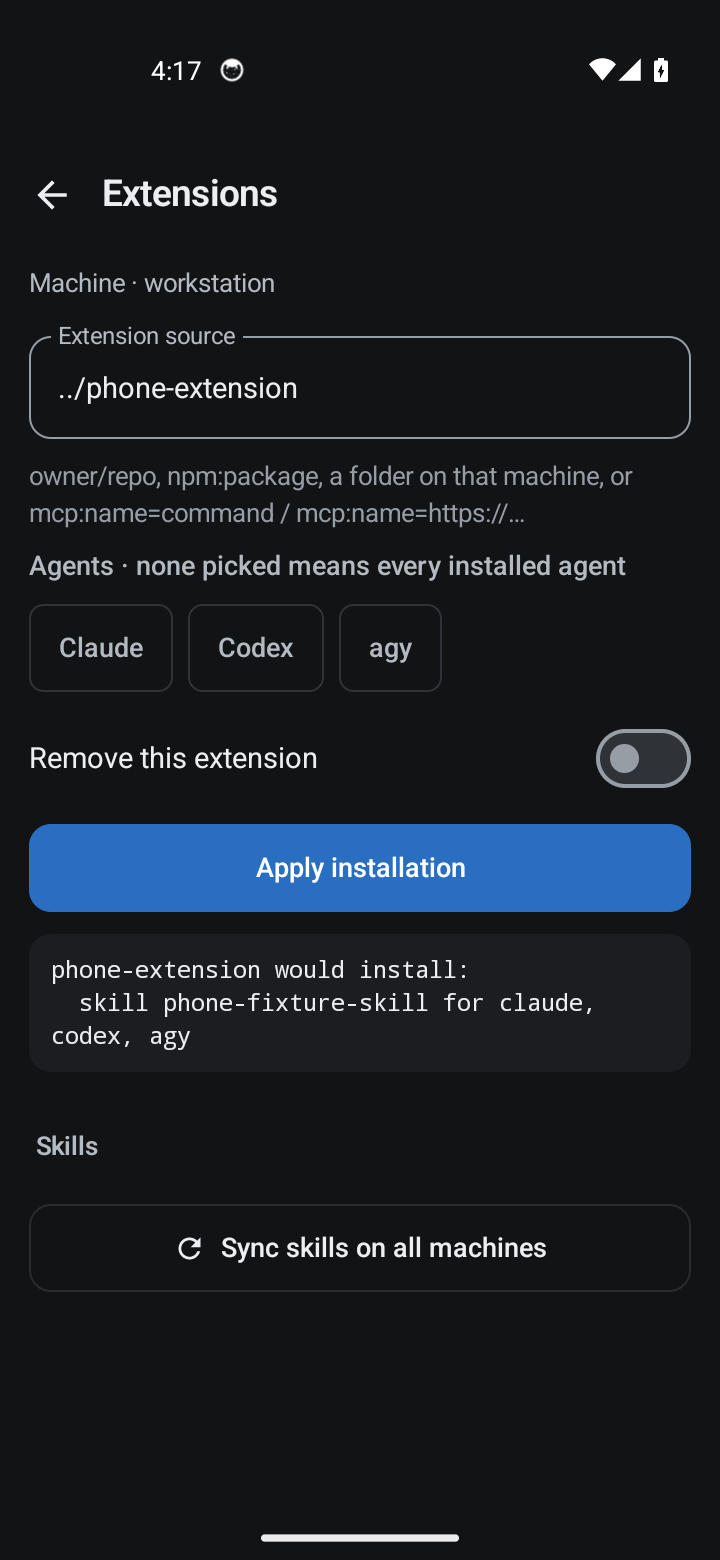 4:17
Extensions
Machine · workstation
Extension source
../phone-extension
owner/repo, npm:package, a folder on that machine, or
mcp:name=command / mcp:name=https://…
Agents · none picked means every installed agent
Claude
Codex
agy
Remove this extension
Apply installation
phone-extension would install:
  skill phone-fixture-skill for claude,
codex, agy
Skills
Sync skills on all machines